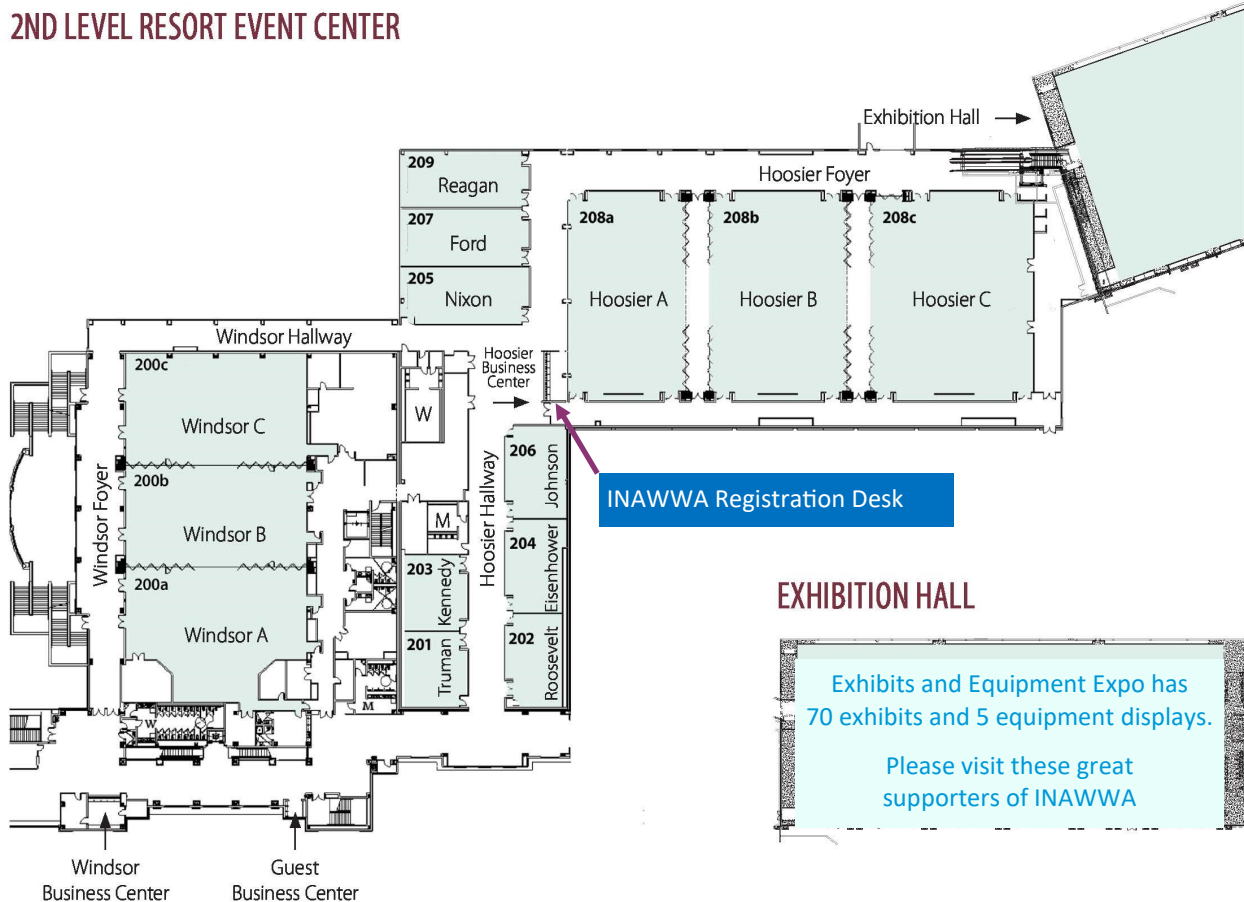 2ND LEVEL RESORT EVENT CENTER
Exhibition Hall
209
Reagan
207
Ford
205
Nixon
Hoosier Foyer
208a
208b
208c
Hoosier A
Hoosier B
Hoosier C
Windsor Hallway
Hoosier
Business
Center
200c
Windsor C
W
200b
Windsor B
M
200a
Windsor A
Windsor Foyer
Hoosier Hallway
206
Johnson
204
Eisenhower
202
Roosevelt
203
Kennedy
201
Truman
INAWWA Registration Desk
W
M
Windsor
Business Center
Guest
Business Center
EXHIBITION HALL
Exhibits and Equipment Expo has
70 exhibits and 5 equipment displays.
Please visit these great
supporters of INAWWA